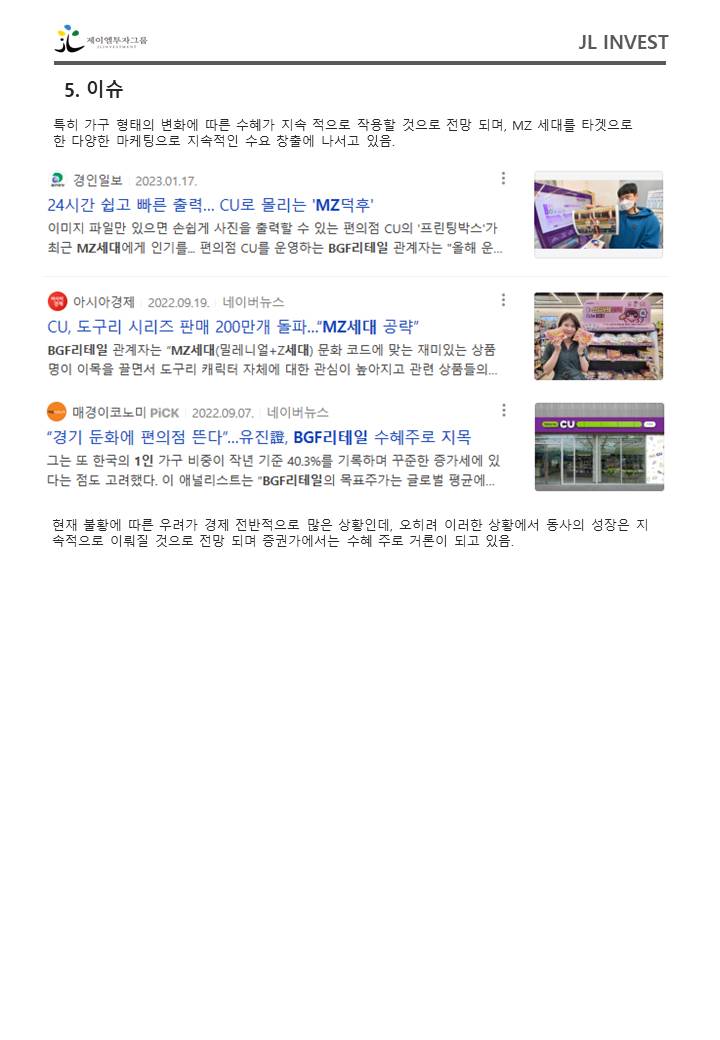 제이엘투자그룹
JLINVESTMENT
JL INVEST
5. 이슈
특히 가구 형태의 변화에 따른 수혜가 지속 적으로 작용할 것으로 전망 되며, MZ 세대를 타겟으로
한 다양한 마케팅으로 지속적인 수요 창출에 나서고 있음.
경인일보 2023.01.17.
24시간 쉽고 빠른 출력... CU로 몰리는 'MZ덕후'
이미지 파일만 있으면 손쉽게 사진을 출력할 수 있는 편의점 CU의 '프린팅박스'가
최근 MZ세대에게 인기를... 편의점 CU를 운영하는 BGF리테일 관계자는 "올해 운...
아시아경제 2022.09.19. 네이버뉴스
CU, 도구리 시리즈 판매 200만개 돌파..."MZ세대 공략"
BGF리테일 관계자는 "MZ세대(밀레니얼+Z세대) 문화 코드에 맞는 재미있는 상품
명이 이목을 끌면서 도구리 캐릭터 자체에 대한 관심이 높아지고 관련 상품들의...
매경이코노미 PiCK 2022.09.07. 네이버뉴스
"경기 둔화에 편의점 뜬다"...유진證, BGF리테일 수혜주로 지목
그는 또 한국의 1인 가구 비중이 작년 기준 40.3%를 기록하며 꾸준한 증가세에 있
다는 점도 고려했다. 이 애널리스트는 "BGF리테일의 목표주가는 글로벌 평균에...
CU
현재 불황에 따른 우려가 경제 전반적으로 많은 상황인데, 오히려 이러한 상황에서 동사의 성장은 지
속적으로 이뤄질 것으로 전망 되며 증권가에서는 수혜 주로 거론이 되고 있음.